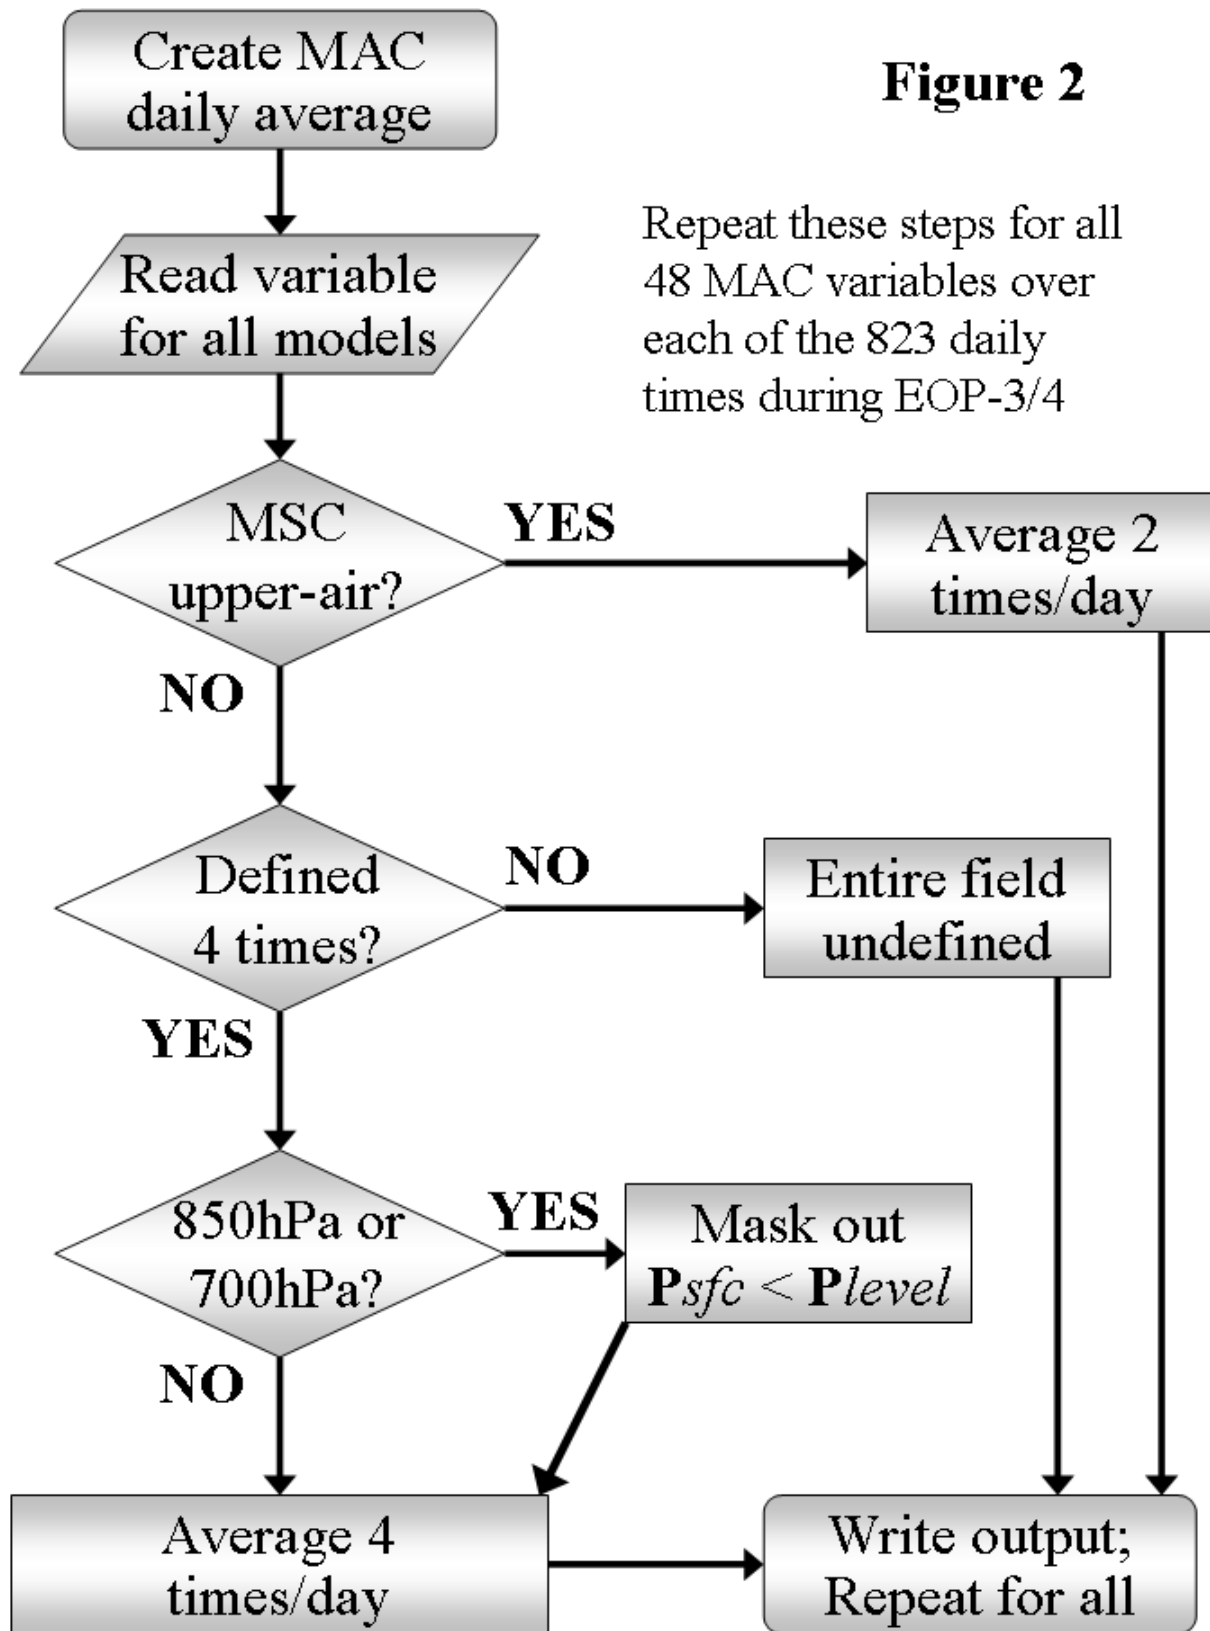 Create MAC
daily average
Figure 2
Read variable
for all models
Repeat these steps for all
48 MAC variables over
each of the 823 daily
times during EOP-3/4
MSC
upper-air?
YES
Average 2
times/day
NO
Defined
4 times?
NO
Entire field
undefined
YES
850hPa or
700hPa?
YES
Mask out
Psfc < Plevel
NO
Average 4
times/day
Write output;
Repeat for all